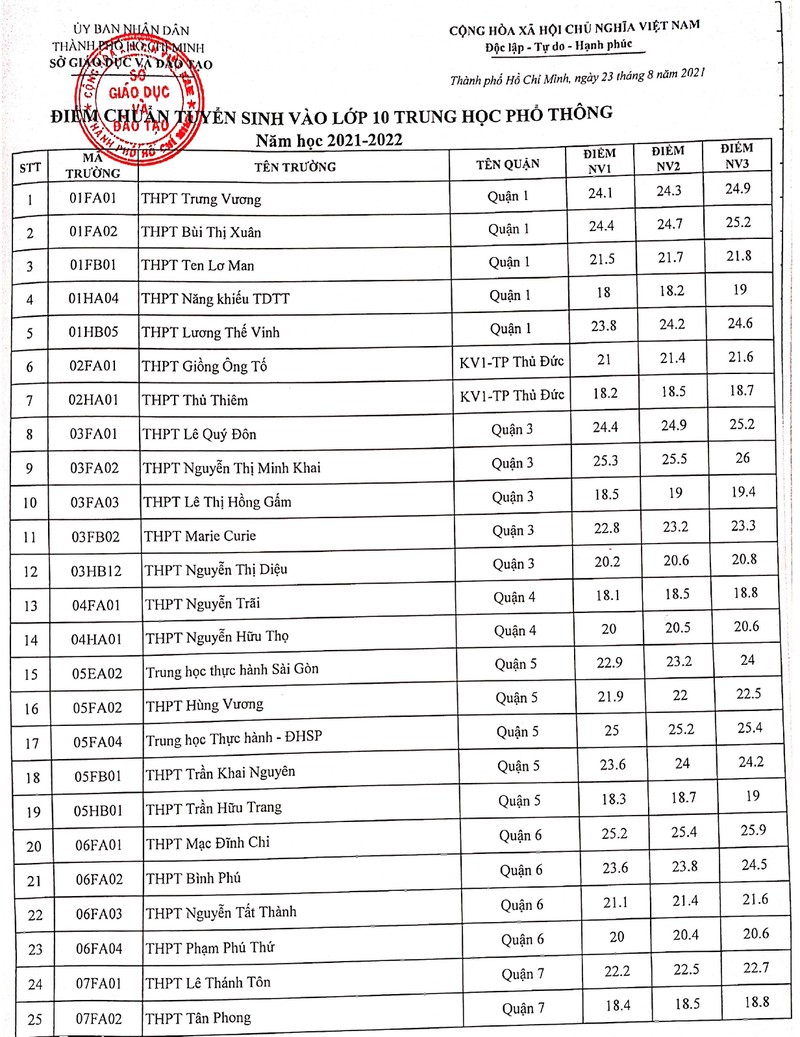 ỦY BAN NHÂN DÂN
THÀNH PHỐ HỒ CHÍ MINH
SỞ GIÁO DỤC VÀ ĐÀO TẠO
CỘNG HÒA XÃ HỘI CHỦ NGHĨA VIỆT NAM
Độc lập - Tự do - Hạnh phúc
Thành phố Hồ Chí Minh, ngày 23 tháng 8 năm 2021
SỞ
GIÁO DỤC
VÀ
ĐÀO TẠO
ĐIỂM CHUẨN TUYỂN SINH VÀO LỚP 10 TRUNG HỌC PHỔ THÔNG
Năm học 2021-2022
STT MÃ TRƯỜNG TÊN TRƯỜNG TÊN QUẬN ĐIỂM NV1 ĐIỂM NV2 ĐIỂM NV3
1 01FA01 THPT Trưng Vương Quận 1 24.1 24.3 24.9
2 01FA02 THPT Bùi Thị Xuân Quận 1 24.4 24.7 25.2
3 01FB01 THPT Ten Lơ Man Quận 1 21.5 21.7 21.8
4 01HA04 THPT Năng khiếu TDTT Quận 1 18 18.2 19
5 01HB05 THPT Lương Thế Vinh Quận 1 23.8 24.2 24.6
6 02FA01 THPT Giồng Ông Tố KV1-TP Thủ Đức 21 21.4 21.6
7 02HA01 THPT Thủ Thiêm KV1-TP Thủ Đức 18.2 18.5 18.7
8 03FA01 THPT Lê Quý Đôn Quận 3 24.4 24.9 25.2
9 03FA02 THPT Nguyễn Thị Minh Khai Quận 3 25.3 25.5 26
10 03FA03 THPT Lê Thị Hồng Gấm Quận 3 18.5 19 19.4
11 03FB02 THPT Marie Curie Quận 3 22.8 23.2 23.3
12 03HB12 THPT Nguyễn Thị Diệu Quận 3 20.2 20.6 20.8
13 04FA01 THPT Nguyễn Trãi Quận 4 18.1 18.5 18.8
14 04HA01 THPT Nguyễn Hữu Thọ Quận 4 20 20.5 20.6
15 05EA02 Trung học thực hành Sài Gòn Quận 5 22.9 23.2 24
16 05FA02 THPT Hùng Vương Quận 5 21.9 22 22.5
17 05FA04 Trung học Thực hành - ĐHSP Quận 5 25 25.2 25.4
18 05FB01 THPT Trần Khai Nguyên Quận 5 23.6 24 24.2
19 05HB01 THPT Trần Hữu Trang Quận 5 18.3 18.7 19
20 06FA01 THPT Mạc Đĩnh Chi Quận 6 25.2 25.4 25.9
21 06FA02 THPT Bình Phú Quận 6 23.6 23.8 24.5
22 06FA03 THPT Nguyễn Tất Thành Quận 6 21.1 21.4 21.6
23 06FA04 THPT Phạm Phú Thứ Quận 6 20 20.4 20.6
24 07FA01 THPT Lê Thánh Tôn Quận 7 22.2 22.5 22.7
25 07FA02 THPT Tân Phong Quận 7 18.4 18.5 18.8